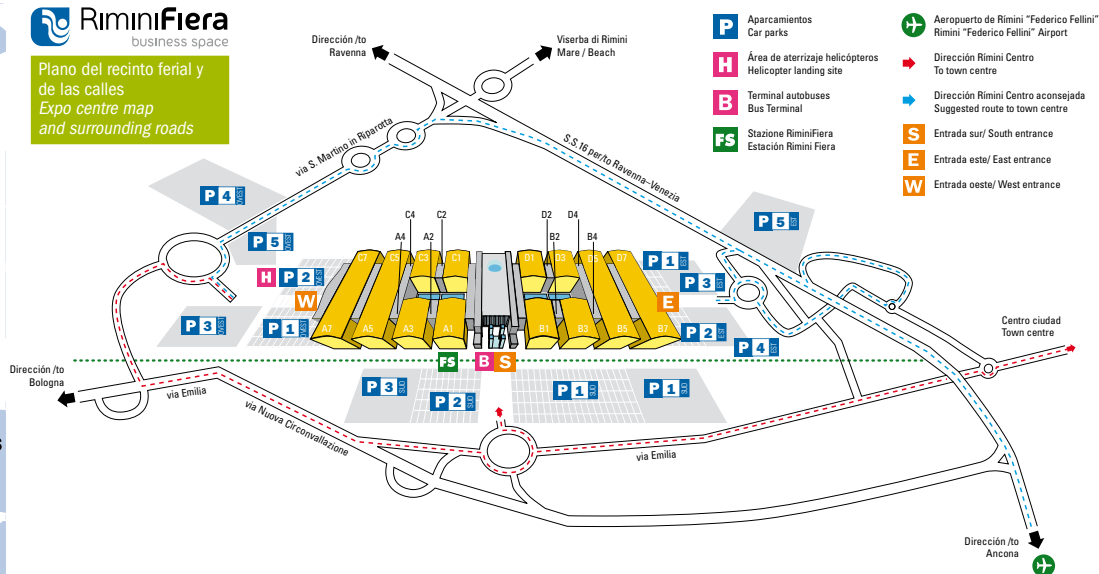 RiminiFiera
business space
Plano del recinto ferial y
de las calles
Expo centre map
and surrounding roads
Dirección /to
Ravenna
Viserba di Rimini
Mare / Beach
P
Aparcamientos
Car parks
H
Área de aterrizaje helicópteros
Helicopter landing site
B
Terminal autobuses
Bus Terminal
FS
Stazione RiminiFiera
Estación Rimini Fiera
Aeropuerto de Rímini “Federico Fellini”
Rimini “Federico Fellini” Airport
Dirección Rímini Centro
To town centre
Dirección Rímini Centro aconsejada
Suggested route to town centre
S
Entrada sur/ South entrance
E
Entrada este/ East entrance
W
Entrada oeste/ West entrance
via S. Martino in Riparotta
S.S.16 per/to Ravenna–Venezia
P 4 OVEST
P 5 OVEST
H
P 2 OVEST
W
P 3 OVEST
P 1 OVEST
C4
C2
A4
A2
D2
D4
B2
B4
C7
C5
C3
C1
D1
D3
D5
D7
A7
A5
A3
A1
B1
B3
B5
B7
P 5 EST
P 1 EST
P 3 EST
E
P 2 EST
P 4 EST
FS
B
S
P 3 SUD
P 2 SUD
P 1 SUD
P 1 SUD
Centro ciudad
Town centre
Dirección /to
Bologna
via Emilia
via Nuova Circonvallazione
via Emilia
s
Dirección /to
Ancona